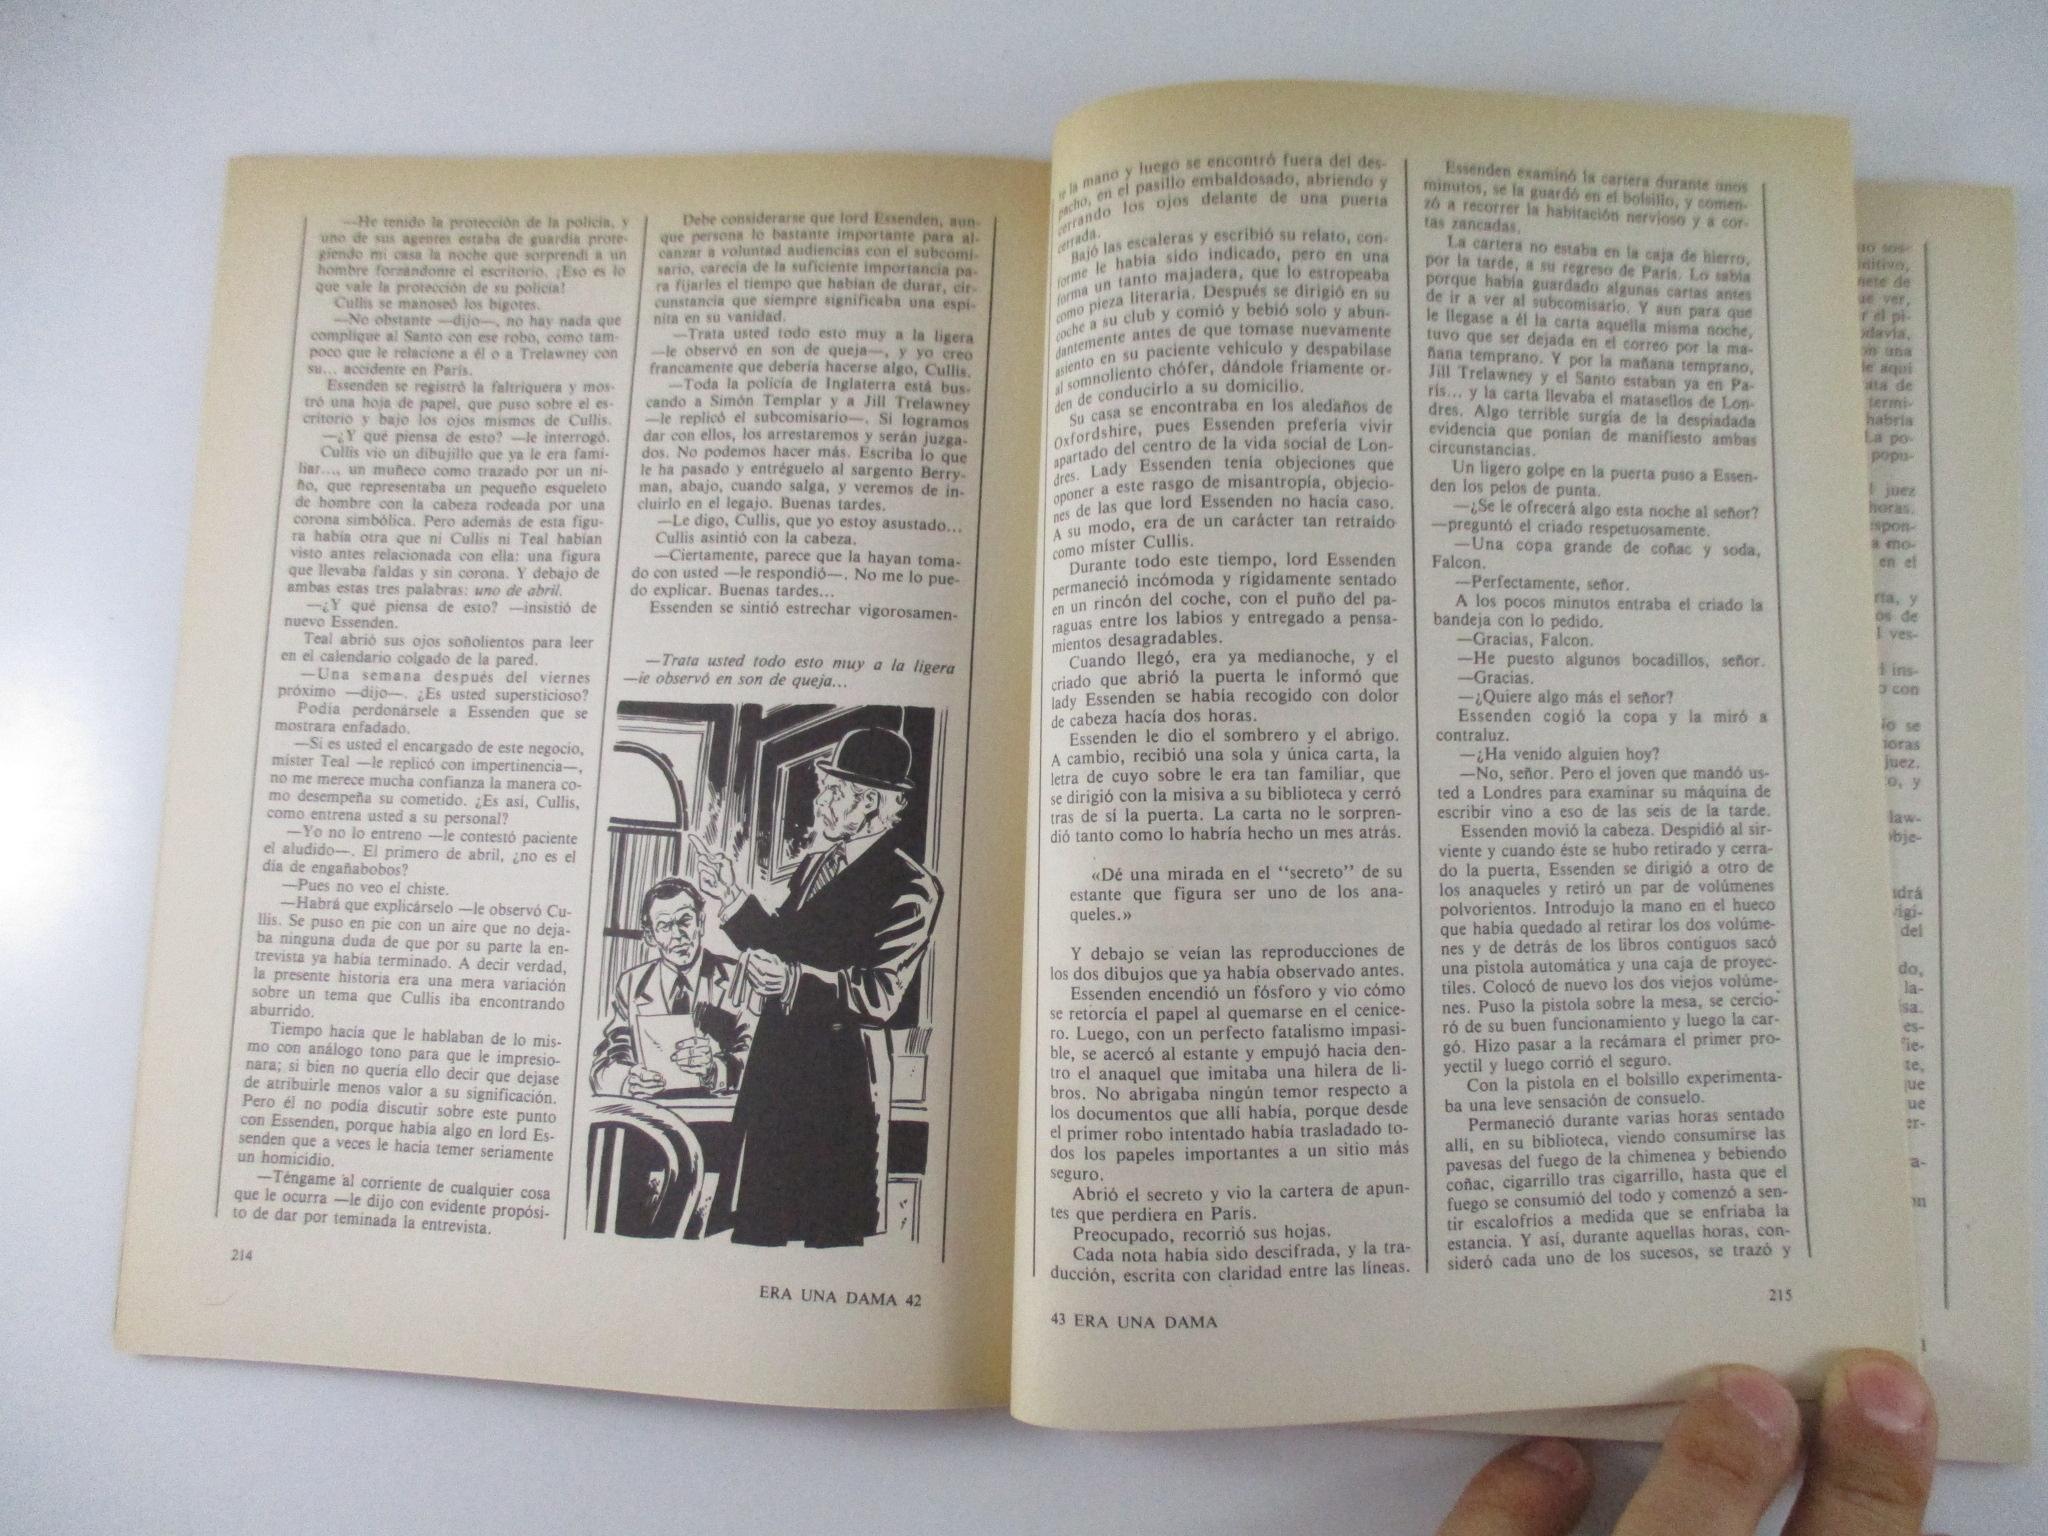 —He tenido la protección de la policía, y
uno de sus agentes estaba de guardia prote-
giendo mi casa la noche que sorprendí a un
hombre forzándome el escritorio. ¡Eso es lo
que vale la protección de su policía!
Cullis se manoseó los bigotes.
—No obstante —dijo—, no hay nada que
complique al Santo con ese robo, como tam-
poco que le relacione a él o a Trelawney con
su... accidente en París.
Essenden se registró la faltriquera y mos-
tró una hoja de papel, que puso sobre el es-
critorio y bajo los ojos mismos de Cullis.
—¿Y qué piensa de esto? —le interrogó.
Cullis vio un dibujillo que ya le era fami-
liar..., un muñeco como trazado por un ni-
ño, que representaba un pequeño esqueleto
de hombre con la cabeza rodeada por una
corona simbólica. Pero además de esta figu-
ra había otra que ni Cullis ni Teal habían
visto antes relacionada con ella: una figura
que llevaba faldas y sin corona. Y debajo de
ambas estas tres palabras: uno de abril.
—¿Y qué piensa de esto? —insistió de
nuevo Essenden.
Teal abrió sus ojos soñolientos para leer
en el calendario colgado de la pared.
—Una semana después del viernes
próximo —dijo—. ¿Es usted supersticioso?
Podía perdonársele a Essenden que se
mostrara enfadado.
—Si es usted el encargado de este negocio,
míster Teal —le replicó con impertinencia—,
no me merece mucha confianza la manera co-
mo desempeña su cometido. ¿Es así, Cullis,
como entrena usted a su personal?
—Yo no lo entreno —le contestó paciente
el aludido—. El primero de abril, ¿no es el
día de engañabobos?
—Pues no veo el chiste.
—Habrá que explicárselo —le observó Cu-
llis. Se puso en pie con un aire que no deja-
ba ninguna duda de que por su parte la en-
trevista ya había terminado. A decir verdad,
la presente historia era una mera variación
sobre un tema que Cullis iba encontrando
aburrido.
Tiempo hacía que le hablaban de lo mis-
mo con análogo tono para que le impresio-
nara; si bien no quería ello decir que dejase
de atribuirle menos valor a su significación.
Pero él no podía discutir sobre este punto
con Essenden, porque había algo en lord Es-
senden que a veces le hacía temer seriamente
un homicidio.
—Téngame al corriente de cualquier cosa
que le ocurra —le dijo con evidente propósi-
to de dar por teminada la entrevista.
214
Debe considerarse que lord Essenden, aun-
que persona lo bastante importante para al-
canzar a voluntad audiencias con el subcomi-
sario, carecía de la suficiente importancia pa-
ra fijarles el tiempo que habían de durar, cir-
cunstancia que siempre significaba una espi-
nita en su vanidad.
—Trata usted todo esto muy a la ligera
—le observó en son de queja—, y yo creo
francamente que debería hacerse algo, Cullis.
—Toda la policía de Inglaterra está bus-
cando a Simón Templar y a Jill Trelawney
—le replicó el subcomisario—. Si logramos
dar con ellos, los arrestaremos y serán juzga-
dos. No podemos hacer más. Escriba lo que
le ha pasado y entréguelo al sargento Berry-
man, abajo, cuando salga, y veremos de in-
cluirlo en el legajo. Buenas tardes.
—Le digo, Cullis, que yo estoy asustado...
Cullis asintió con la cabeza.
—Ciertamente, parece que la hayan toma-
do con usted —le respondió—. No me lo pue-
do explicar. Buenas tardes...
Essenden se sintió estrechar vigorosamen-
—Trata usted todo esto muy a la ligera
—ie observó en son de queja...
ERA UNA DAMA 42
te la mano y luego se encontró fuera del des-
pacho, en el pasillo embaldosado, abriendo y
cerrando los ojos delante de una puerta
cerrada.
Bajó las escaleras y escribió su relato, con-
forme le había sido indicado, pero en una
forma un tanto majadera, que lo estropeaba
como pieza literaria. Después se dirigió en su
coche a su club y comió y bebió solo y abun-
dantemente antes de que tomase nuevamente
asiento en su paciente vehículo y despabilase
al somnoliento chófer, dándole fríamente or-
den de conducirlo a su domicilio.
Su casa se encontraba en los aledaños de
Oxfordshire, pues Essenden prefería vivir
apartado del centro de la vida social de Lon-
dres. Lady Essenden tenía objeciones que
oponer a este rasgo de misantropía, objecio-
nes de las que lord Essenden no hacía caso.
A su modo, era de un carácter tan retraído
como míster Cullis.
Durante todo este tiempo, lord Essenden
permaneció incómoda y rígidamente sentado
en un rincón del coche, con el puño del pa-
raguas entre los labios y entregado a pensa-
mientos desagradables.
Cuando llegó, era ya medianoche, y el
criado que abrió la puerta le informó que
lady Essenden se había recogido con dolor
de cabeza hacía dos horas.
Essenden le dio el sombrero y el abrigo.
A cambio, recibió una sola y única carta, la
letra de cuyo sobre le era tan familiar, que
se dirigió con la misiva a su biblioteca y cerró
tras de sí la puerta. La carta no le sorpren-
dió tanto como lo habría hecho un mes atrás.
«Dé una mirada en el “secreto” de su
estante que figura ser uno de los ana-
queles.»
Y debajo se veían las reproducciones de
los dos dibujos que ya había observado antes.
Essenden encendió un fósforo y vio cómo
se retorcía el papel al quemarse en el cenice-
ro. Luego, con un perfecto fatalismo impasi-
ble, se acercó al estante y empujó hacia den-
tro el anaquel que imitaba una hilera de li-
bros. No abrigaba ningún temor respecto a
los documentos que allí había, porque desde
el primer robo intentado había trasladado to-
dos los papeles importantes a un sitio más
seguro.
Abrió el secreto y vio la cartera de apun-
tes que perdiera en París.
Preocupado, recorrió sus hojas.
Cada nota había sido descifrada, y la tra-
ducción, escrita con claridad entre las líneas.
43 ERA UNA DAMA
Essenden examinó la cartera durante unos
minutos, se la guardó en el bolsillo, y comen-
zó a recorrer la habitación nervioso y a cor-
tas zancadas.
La cartera no estaba en la caja de hierro,
por la tarde, a su regreso de París. Lo sabía
porque había guardado algunas cartas antes
de ir a ver al subcomisario. Y aun para que
le llegase a él la carta aquella misma noche,
tuvo que ser dejada en el correo por la ma-
ñana temprano. Y por la mañana temprano,
Jill Trelawney y el Santo estaban ya en Pa-
rís... y la carta llevaba el matasellos de Lon-
dres. Algo terrible surgía de la despiadada
evidencia que ponían de manifiesto ambas
circunstancias.
Un ligero golpe en la puerta puso a Essen-
den los pelos de punta.
—¿Se le ofrecerá algo esta noche al señor?
—preguntó el criado respetuosamente.
—Una copa grande de coñac y soda,
Falcon.
—Perfectamente, señor.
A los pocos minutos entraba el criado la
bandeja con lo pedido.
—Gracias, Falcon.
—He puesto algunos bocadillos, señor.
—Gracias.
—¿Quiere algo más el señor?
Essenden cogió la copa y la miró a
contraluz.
—¿Ha venido alguien hoy?
—No, señor. Pero el joven que mandó us-
ted a Londres para examinar su máquina de
escribir vino a eso de las seis de la tarde.
Essenden movió la cabeza. Despidió al sir-
viente y cuando éste se hubo retirado y cerra-
do la puerta, Essenden se dirigió a otro de
los anaqueles y retiró un par de volúmenes
polvorientos. Introdujo la mano en el hueco
que había quedado al retirar los dos volúme-
nes y de detrás de los libros contiguos sacó
una pistola automática y una caja de proyec-
tiles. Colocó de nuevo los dos viejos volúme-
nes. Puso la pistola sobre la mesa, se cercio-
ró de su buen funcionamiento y luego la car-
gó. Hizo pasar a la recámara el primer pro-
yectil y luego corrió el seguro.
Con la pistola en el bolsillo experimenta-
ba una leve sensación de consuelo.
Permaneció durante varias horas sentado
allí, en su biblioteca, viendo consumirse las
pavesas del fuego de la chimenea y bebiendo
coñac, cigarrillo tras cigarrillo, hasta que el
fuego se consumió del todo y comenzó a sen-
tir escalofríos a medida que se enfriaba la
estancia. Y así, durante aquellas horas, con-
sideró cada uno de los sucesos, se trazó y
215